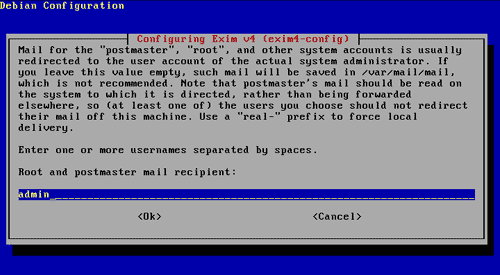 Debian Configuration
Configuring Exim v4 (exim4-config)
Mail for the "postmaster", "root", and other system accounts is usually
redirected to the user account of the actual system administrator. If
you leave this value empty, such mail will be saved in /var/mail/mail,
which is not recommended. Note that postmaster's mail should be read on
the system to which it is directed, rather than being forwarded
elsewhere, so (at least one of) the users you choose should not redirect
their mail off this machine. Use a "real-" prefix to force local
delivery.
Enter one or more usernames separated by spaces.
Root and postmaster mail recipient:
admin
<Ok> <Cancel>